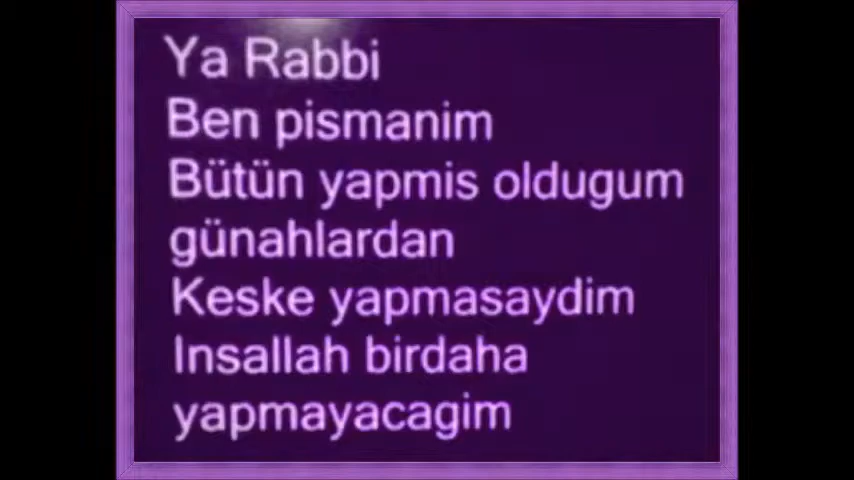 Ya Rabbi
Ben pismanim
Bütün yapmis oldugum
günahlardan
Keske yapmasaydim
Insallah birdaha
yapmayacagim